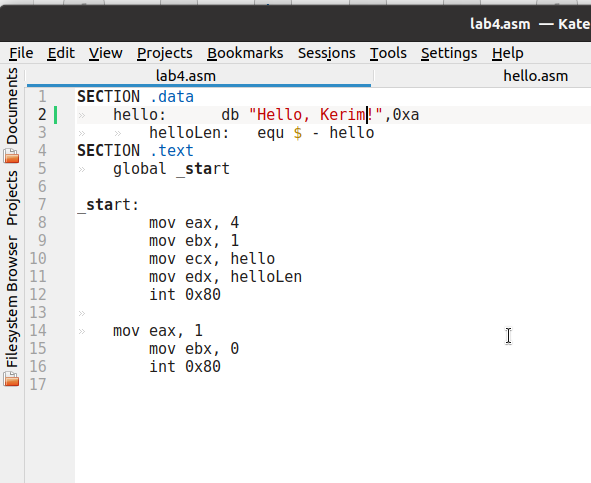 lab4.asm — Kate
File Edit View Projects Bookmarks Sessions Tools Settings Help
lab4.asm hello.asm
Documents
Projects
Filesystem Browser
1 SECTION .data
2 » hello: db "Hello, Kerim!",0xa
3 » » helloLen: equ $ - hello
4 SECTION .text
5 » global _start
6
7 _start:
8 mov eax, 4
9 mov ebx, 1
10 mov ecx, hello
11 mov edx, helloLen
12 int 0x80
13 »
14 » mov eax, 1
15 mov ebx, 0
16 int 0x80
17